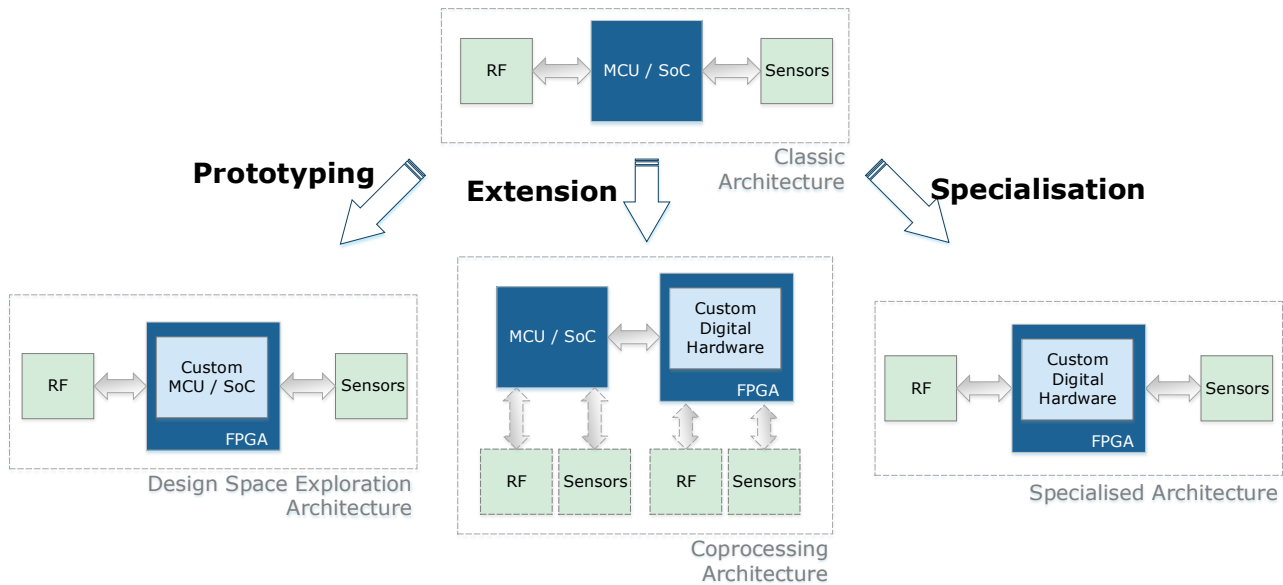 RF
MCU / SoC
Sensors
Classic
Architecture
Prototyping
Extension
Specialisation
RF
Custom
MCU / SoC
FPGA
Sensors
Design Space Exploration
Architecture
MCU / SoC
Custom
Digital
Hardware
FPGA
RF
Sensors
RF
Sensors
Coprocessing
Architecture
RF
Custom
Digital
Hardware
FPGA
Sensors
Specialised Architecture